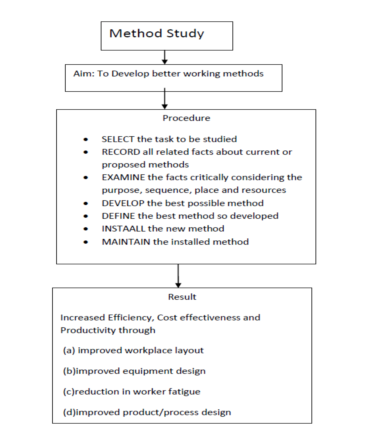 Method Study
Aim: To Develop better working methods
Procedure
• SELECT the task to be studied
• RECORD all related facts about current or
proposed methods
• EXAMINE the facts critically considering the
purpose, sequence, place and resources
• DEVELOP the best possible method
• DEFINE the best method so developed
• INSTAALL the new method
• MAINTAIN the installed method
Result
Increased Efficiency, Cost effectiveness and
Productivity through
(a) improved workplace layout
(b)improved equipment design
(c)reduction in worker fatigue
(d)improved product/process design